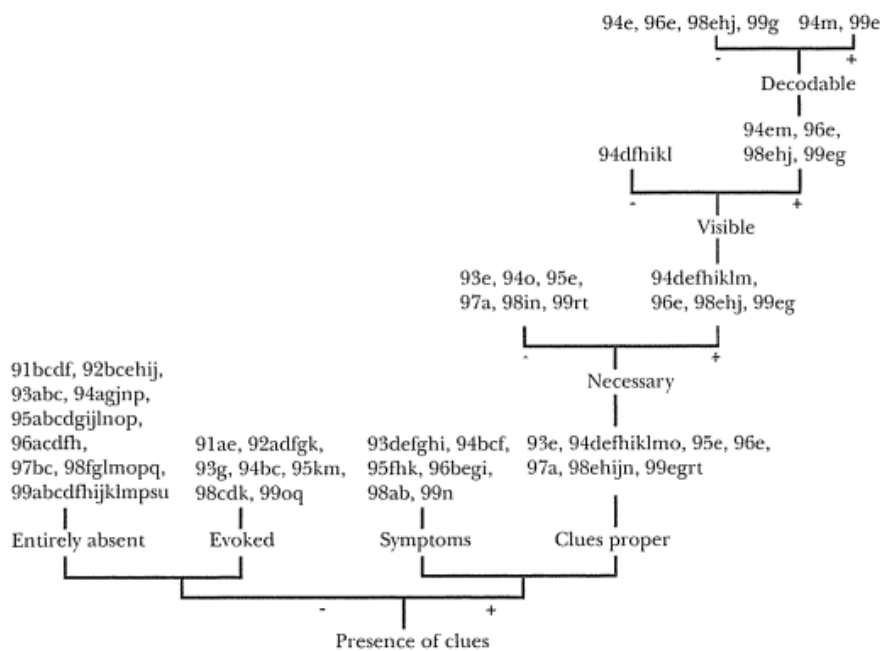 94e, 96e, 98ehj, 99g 94m, 99e
- +
Decodable
94em, 96e,
94dfhikl 98ehj, 99eg
- +
Visible
93e, 94o, 95e, 94defhiklm,
97a, 98in, 99rt 96e, 98ehj, 99eg
- +
91bcdf, 92bcehij,
93abc, 94agjnp,
Necessary
95abcdgijlnop,
96acdfh,
97bc, 98fglmopq,
99abcdfhijklmpsu
91ae, 92adfgk,
93g, 94bc, 95km,
98cdk, 99oq
93defghi, 94bcf,
95fhk, 96begi,
98ab, 99n
93e, 94defhiklmo, 95e, 96e,
97a, 98ehijn, 99egrt
Entirely absent Evoked Symptoms Clues proper
- +
Presence of clues